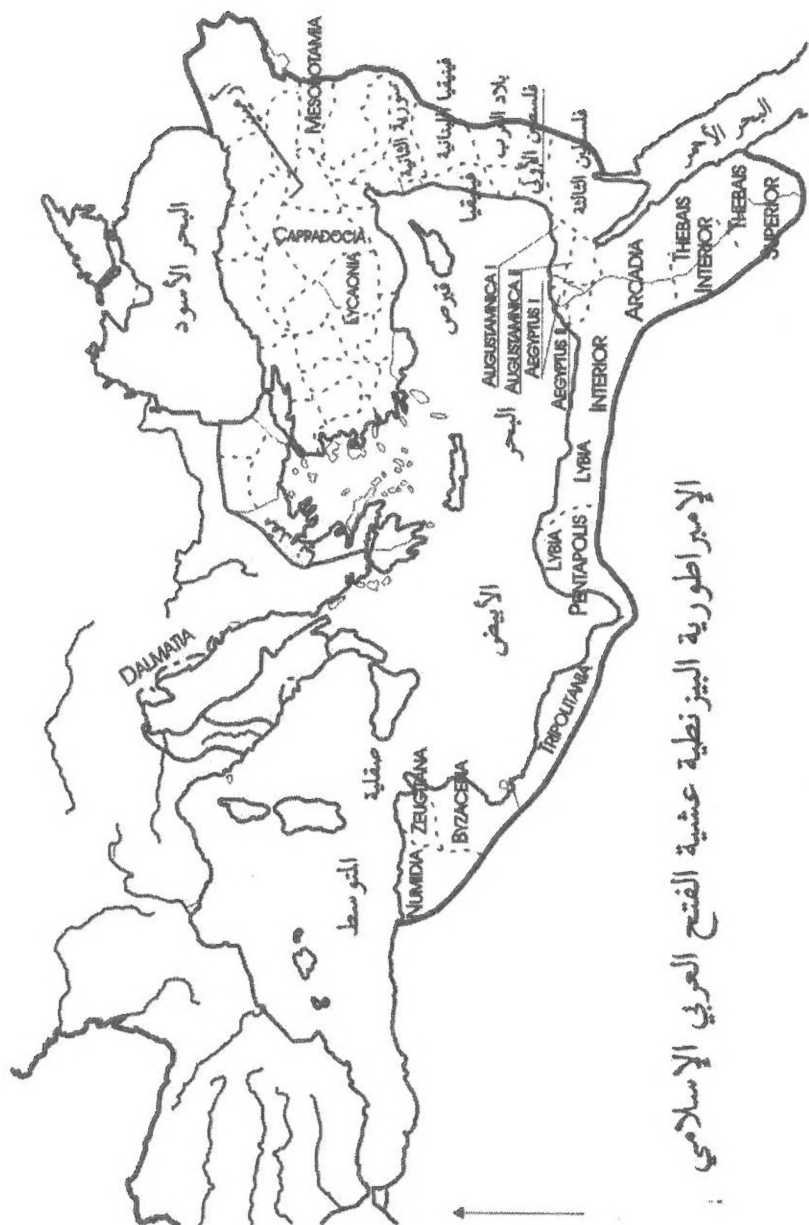 البحر الأسود
MESOPOTAMIA
CAPPADOCIA
LYCAONIA
سورية الثانية
فينيقيا اللبنانية
فينيقيا
بلاد العرب
فلسطين الأولى
فلسطين الثالثة
قبرص
AUGUSTAMNICA I
AUGUSTAMNICA II
AEGYPTUS I
AEGYPTUS II
ARCADIA
THEBAIS
INTERIOR
THEBAIS
SUPERIOR
البحر
الأحمر
DALMATIA
البحر
الأبيض
المتوسط
صقلية
LYBIA
INTERIOR
LYBIA
PENTAPOLIS
TRIPOLITANIA
NUMIDIA
ZEUGITANA
BYZACENA
الإمبراطورية البيزنطية عشية الفتح العربي الإسلامي